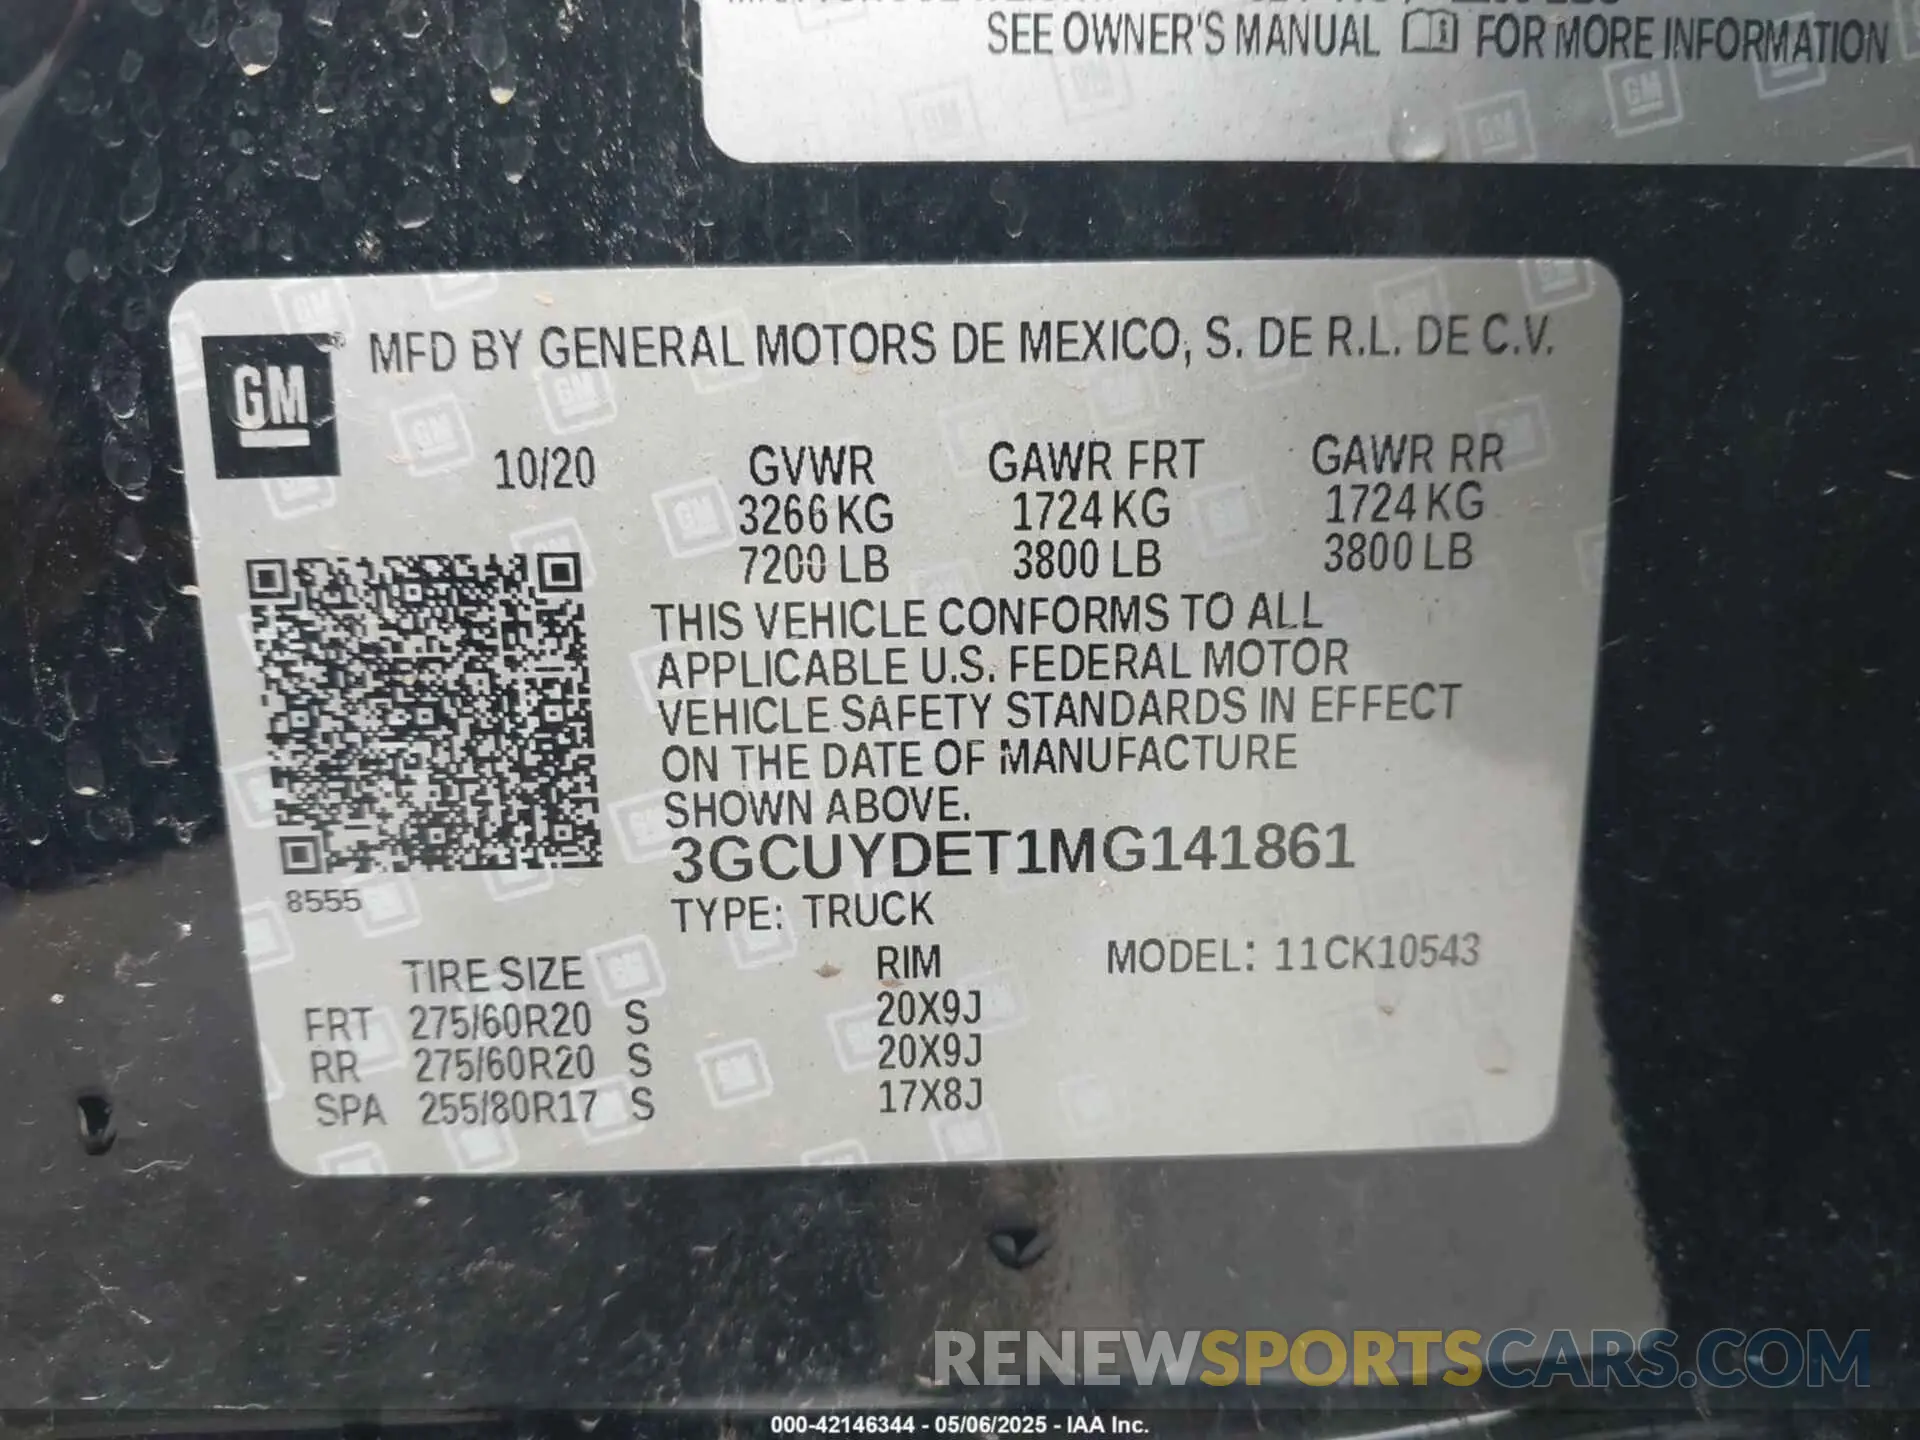 SEE OWNER'S MANUAL FOR MORE INFORMATION
GM
MFD BY GENERAL MOTORS DE MEXICO, S. DE R.L. DE C.V.
10/20 GVWR GAWR FRT GAWR RR
3266 KG 1724 KG 1724 KG
7200 LB 3800 LB 3800 LB
THIS VEHICLE CONFORMS TO ALL
APPLICABLE U.S. FEDERAL MOTOR
VEHICLE SAFETY STANDARDS IN EFFECT
ON THE DATE OF MANUFACTURE
SHOWN ABOVE.
3GCUYDET1MG141861
8555
TYPE: TRUCK
TIRE SIZE RIM MODEL: 11CK10543
FRT 275/60R20 S 20X9J
RR 275/60R20 S 20X9J
SPA 255/80R17 S 17X8J
RENEWSPORTSCARS.COM
000-42146344 - 05/06/2025 - IAA Inc.